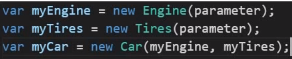 var myEngine = new Engine(parameter);
var myTires = new Tires(parameter);
var myCar = new Car(myEngine, myTires);